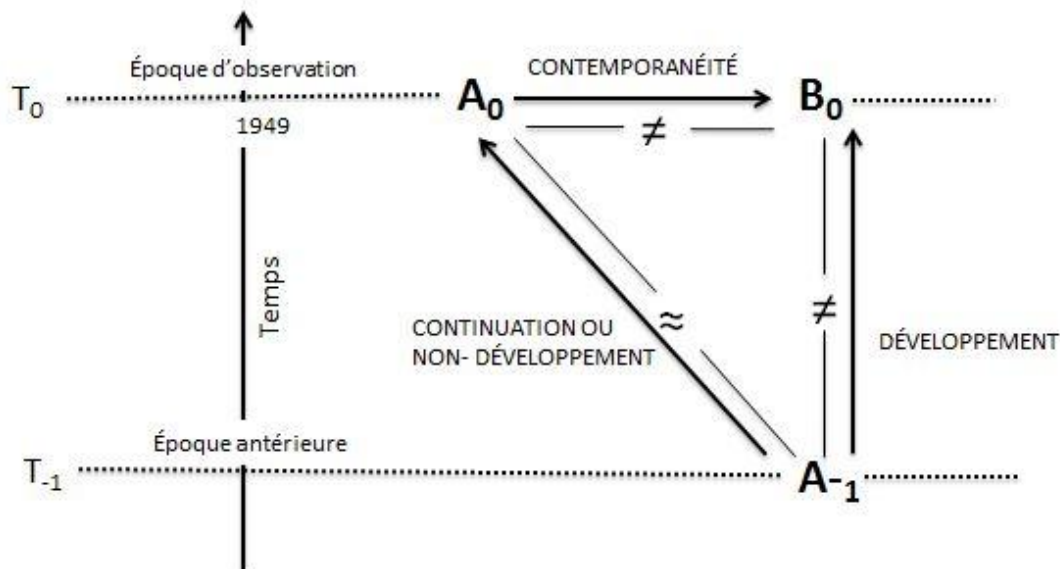 Époque d'observation
CONTEMPORANÉITÉ
T0
A0
B0
1949
≠
Temps
≈
≠
CONTINUATION OU
NON- DÉVELOPPEMENT
DÉVELOPPEMENT
Époque antérieure
T-1
A-1